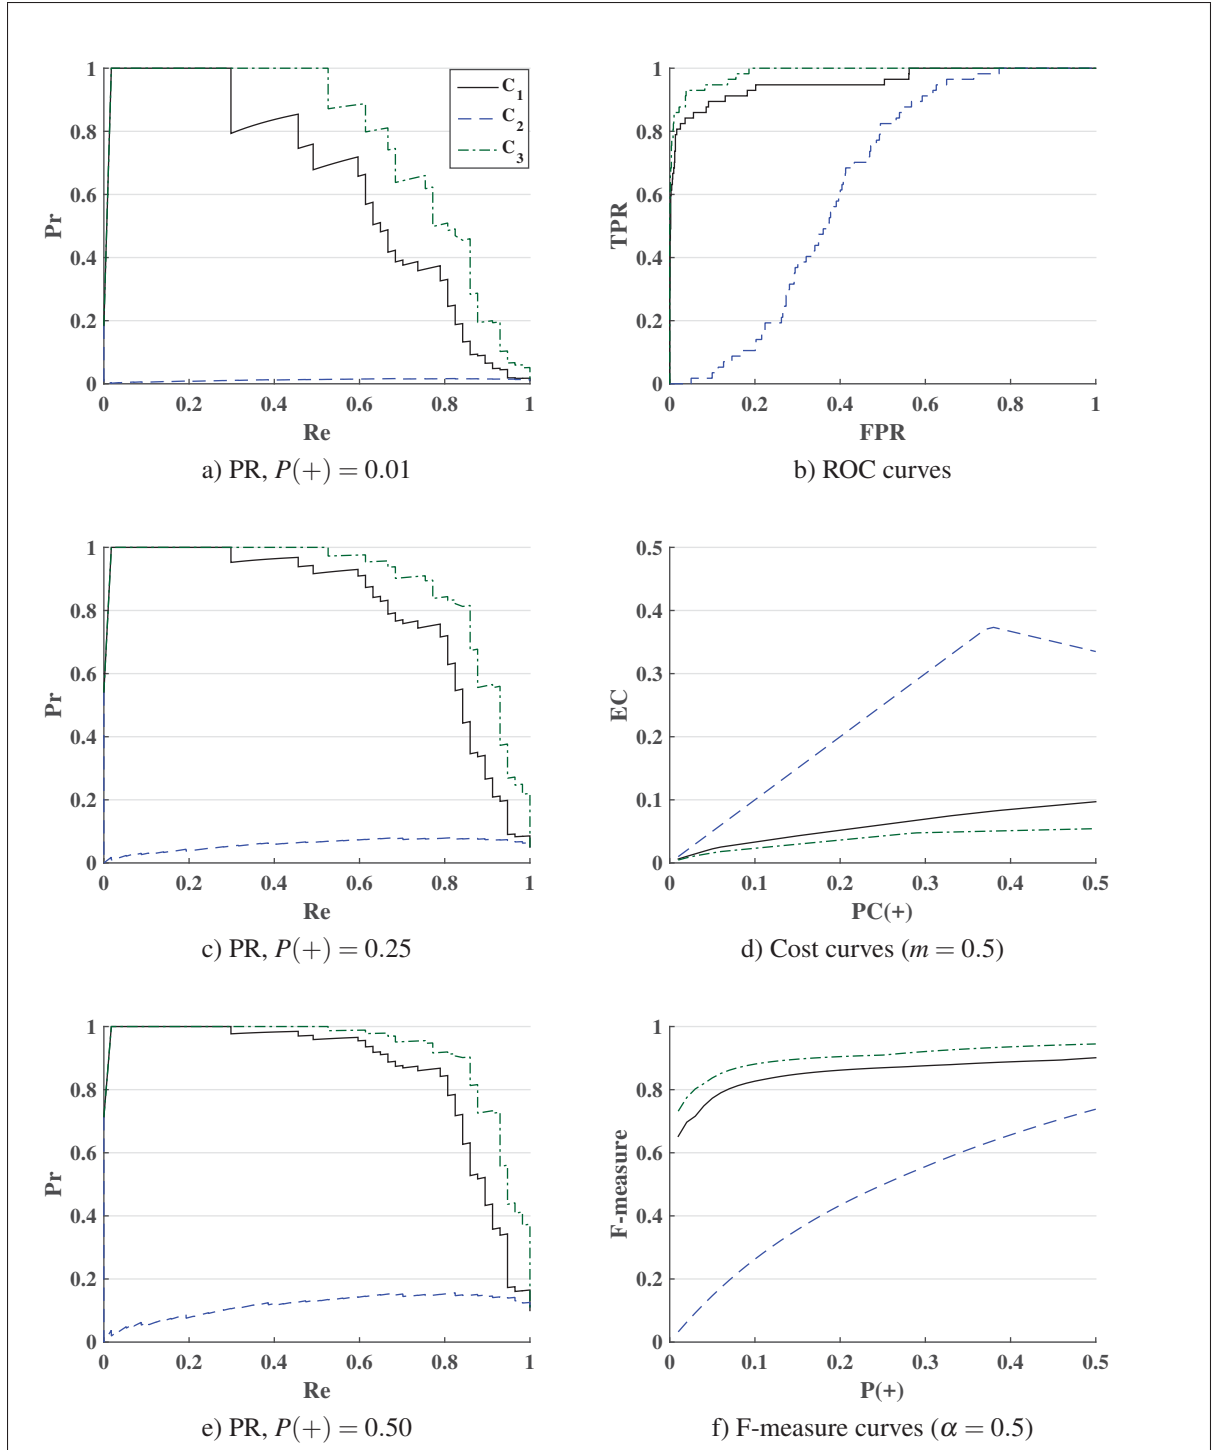 1
0.8
0.6
0.4
0.2
0
Pr
0 0.2 0.4 0.6 0.8 1
Re
C1
C2
C3
a) PR, P(+) = 0.01
1
0.8
0.6
0.4
0.2
0
TPR
0 0.2 0.4 0.6 0.8 1
FPR
b) ROC curves
1
0.8
0.6
0.4
0.2
0
Pr
0 0.2 0.4 0.6 0.8 1
Re
c) PR, P(+) = 0.25
0.5
0.4
0.3
0.2
0.1
0
EC
0 0.1 0.2 0.3 0.4 0.5
PC(+)
d) Cost curves (m = 0.5)
1
0.8
0.6
0.4
0.2
0
Pr
0 0.2 0.4 0.6 0.8 1
Re
e) PR, P(+) = 0.50
1
0.8
0.6
0.4
0.2
0
F-measure
0 0.1 0.2 0.3 0.4 0.5
P(+)
f) F-measure curves (α = 0.5)